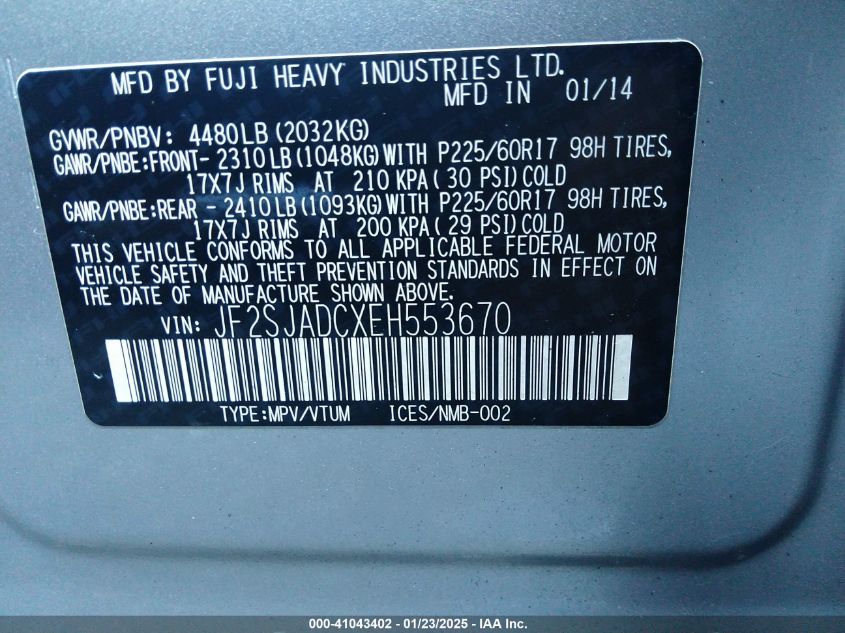 MFD BY FUJI HEAVY INDUSTRIES LTD.
MFD IN 01/14
GVWR/PNBV: 4480LB(2032KG)
GAWR/PNBE:FRONT- 2310LB(1048KG)WITH P225/60R17 98H TIRES,
17X7J RIMS AT 210 KPA( 30 PSI)COLD
GAWR/PNBE:REAR - 2410LB(1093KG)WITH P225/60R17 98H TIRES,
17X7J RIMS AT 200 KPA( 29 PSI)COLD
THIS VEHICLE CONFORMS TO ALL APPLICABLE FEDERAL MOTOR
VEHICLE SAFETY AND THEFT PREVENTION STANDARDS IN EFFECT ON
THE DATE OF MANUFACTURE SHOWN ABOVE.
VIN: JF2SJADCXEH553670
TYPE:MPV/VTUM ICES/NMB-002
000-41043402 - 01/23/2025 - IAA Inc.